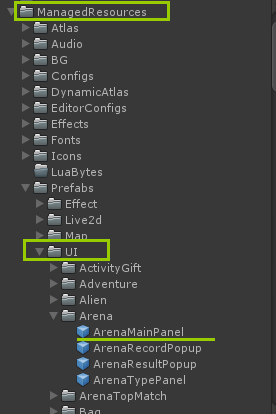 ManagedResources
Atlas
Audio
BG
Configs
DynamicAtlas
EditorConfigs
Effects
Fonts
Icons
LuaBytes
Prefabs
Effect
Live2d
Map
UI
ActivityGift
Adventure
Alien
Arena
ArenaMainPanel
ArenaRecordPopup
ArenaResultPopup
ArenaTypePanel
ArenaTopMatch
Bag